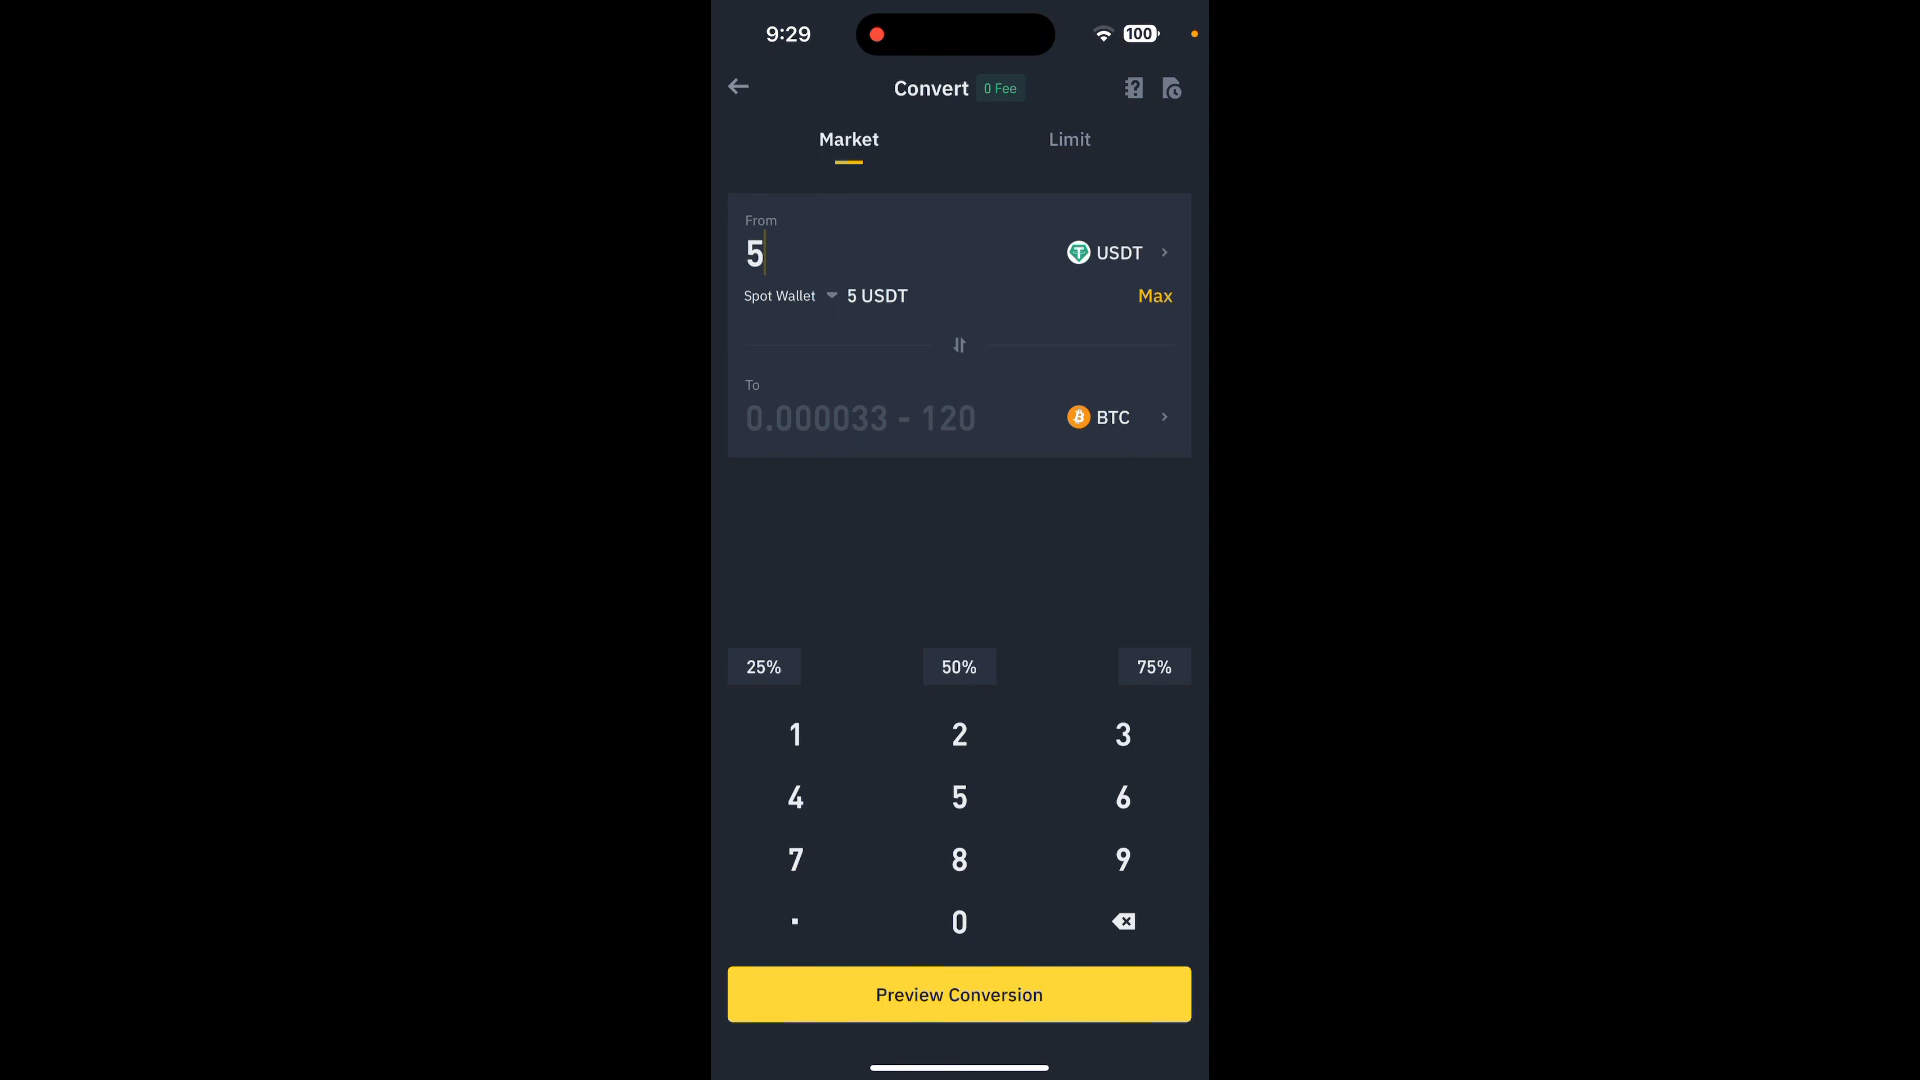 9:29
100
Convert 0 Fee
Market Limit
From
5 USDT
Spot Wallet 5 USDT Max
To
0.000033 - 120 BTC
25% 50% 75%
1 2 3
4 5 6
7 8 9
. 0
Preview Conversion